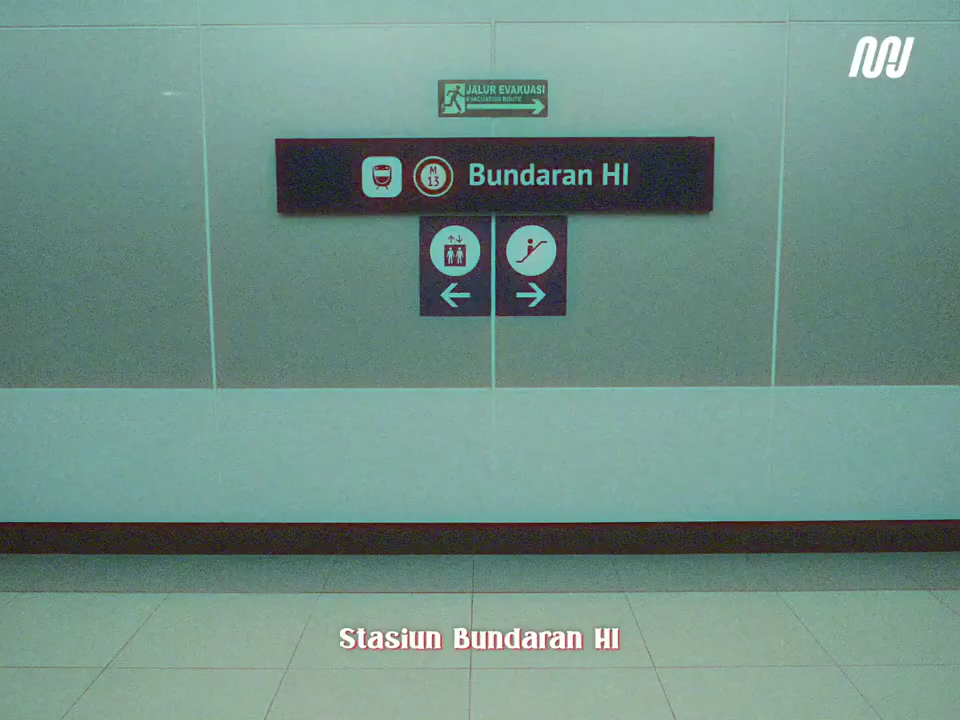 JALUR EVAKUASI
EVACUATION ROUTE
M
13
Bundaran HI
Stasiun Bundaran HI